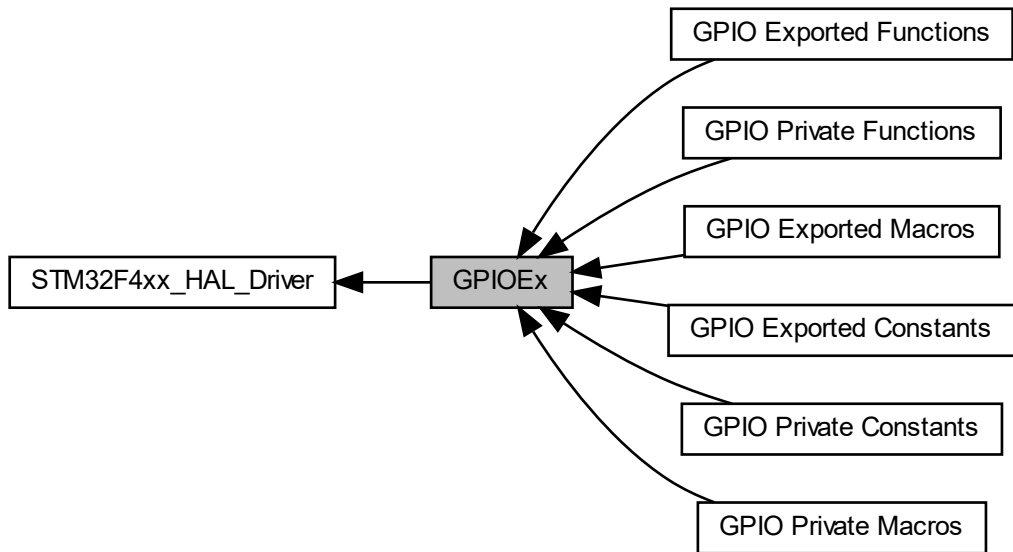 GPIO Exported Functions
GPIO Private Functions
GPIO Exported Macros
STM32F4xx_HAL_Driver
GPIOEx
GPIO Exported Constants
GPIO Private Constants
GPIO Private Macros